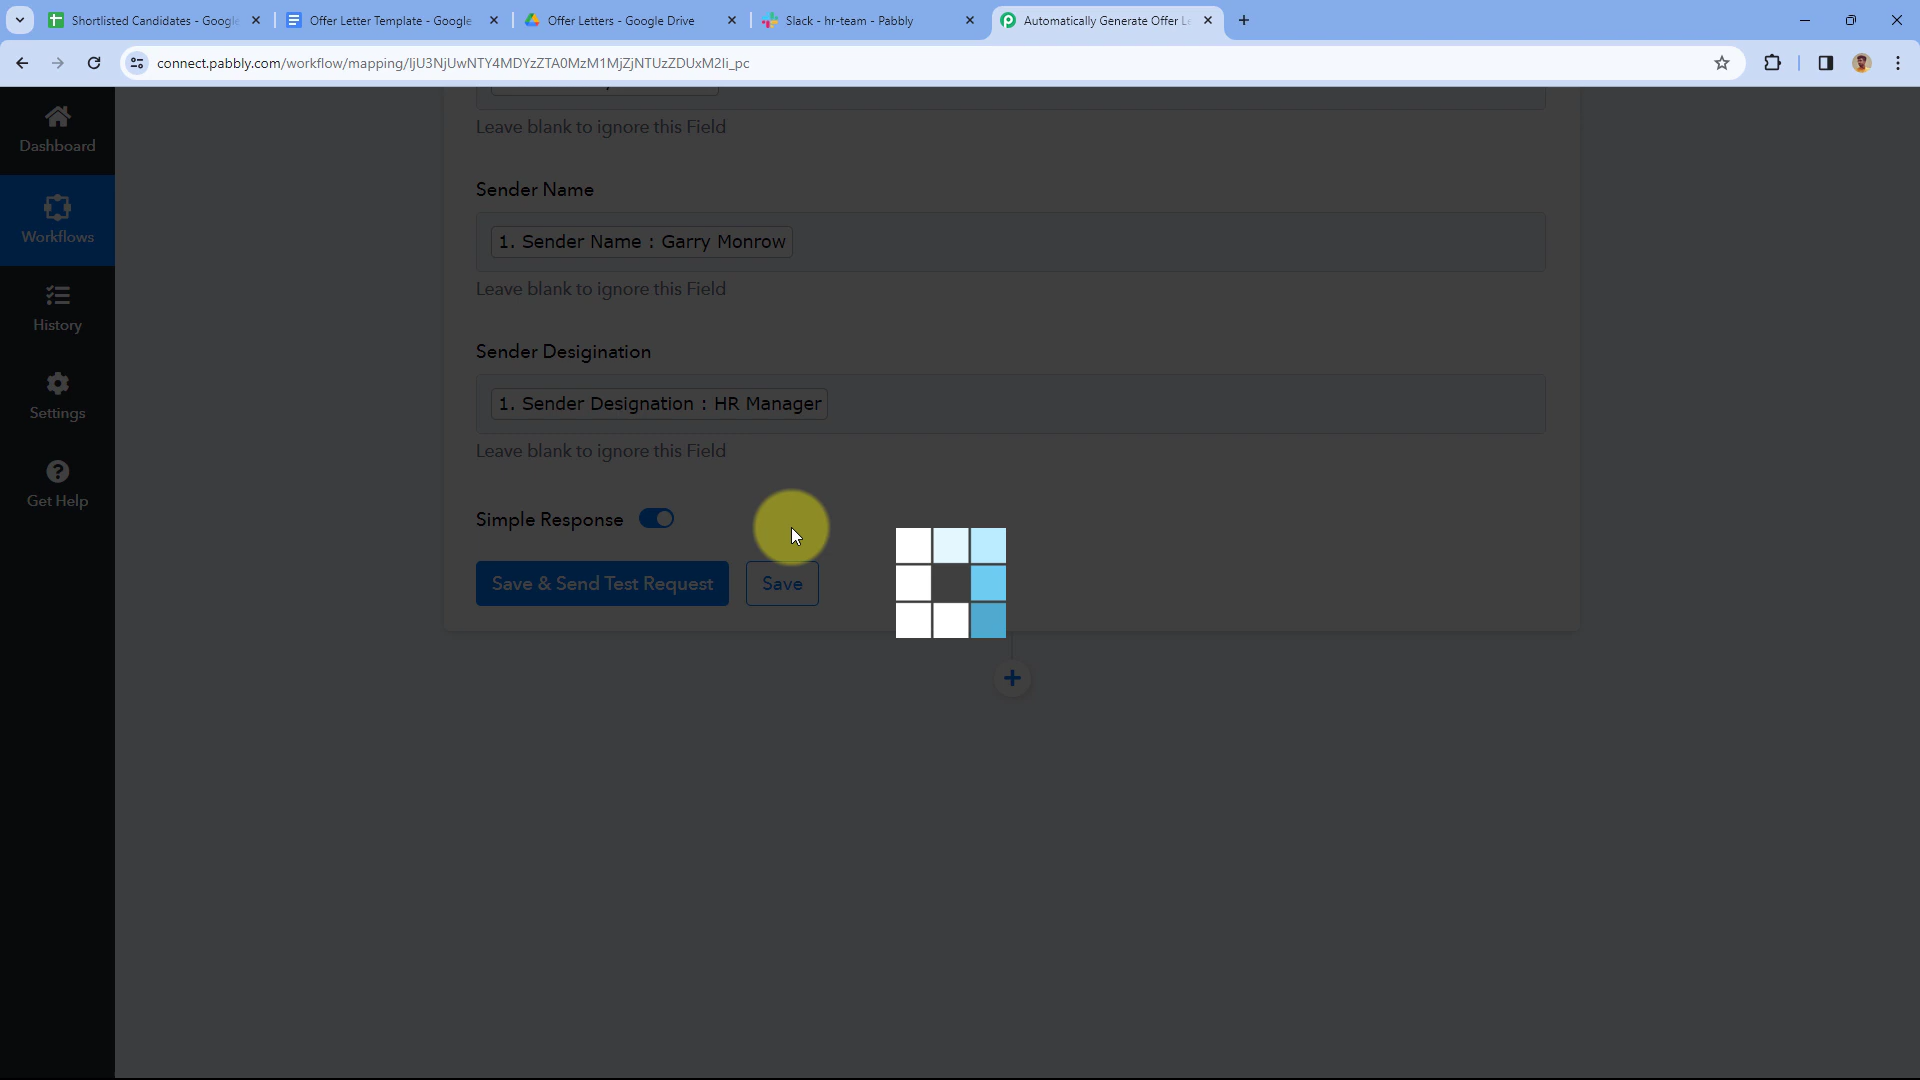 Shortlisted Candidates - Google
Offer Letter Template - Google
Offer Letters - Google Drive
Slack - hr-team - Pabbly
Automatically Generate Offer Le
connect.pabbly.com/workflow/mapping/IjU3NjUwNTY4MDYzZTA0MzM1MjZjNTUzZDUxM2Ii_pc
Dashboard
Workflows
History
Settings
Get Help
Leave blank to ignore this Field
Sender Name
1. Sender Name : Garry Monrow
Leave blank to ignore this Field
Sender Desigination
1. Sender Designation : HR Manager
Leave blank to ignore this Field
Simple Response
Save & Send Test Request
Save